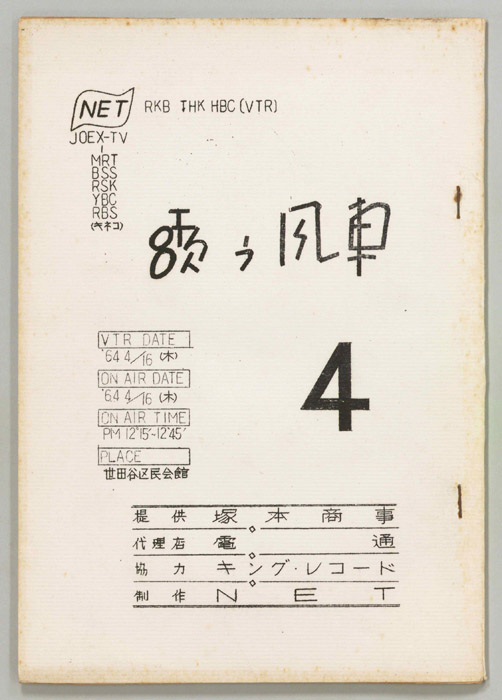 NET RKB THK HBC (VTR)
JOEX-TV
MRT
BSS
RSK
YBC
RBS
(キネコ)
う風車
4
VTR DATE
'64 4/16 (木)
ON AIR DATE
'64 4/16 (木)
ON AIR TIME
PM 12°15'~12°45'
PLACE
世田谷区民会館
提供 塚本商事
代理店 電通
協力 キング・レコード
制作 NET